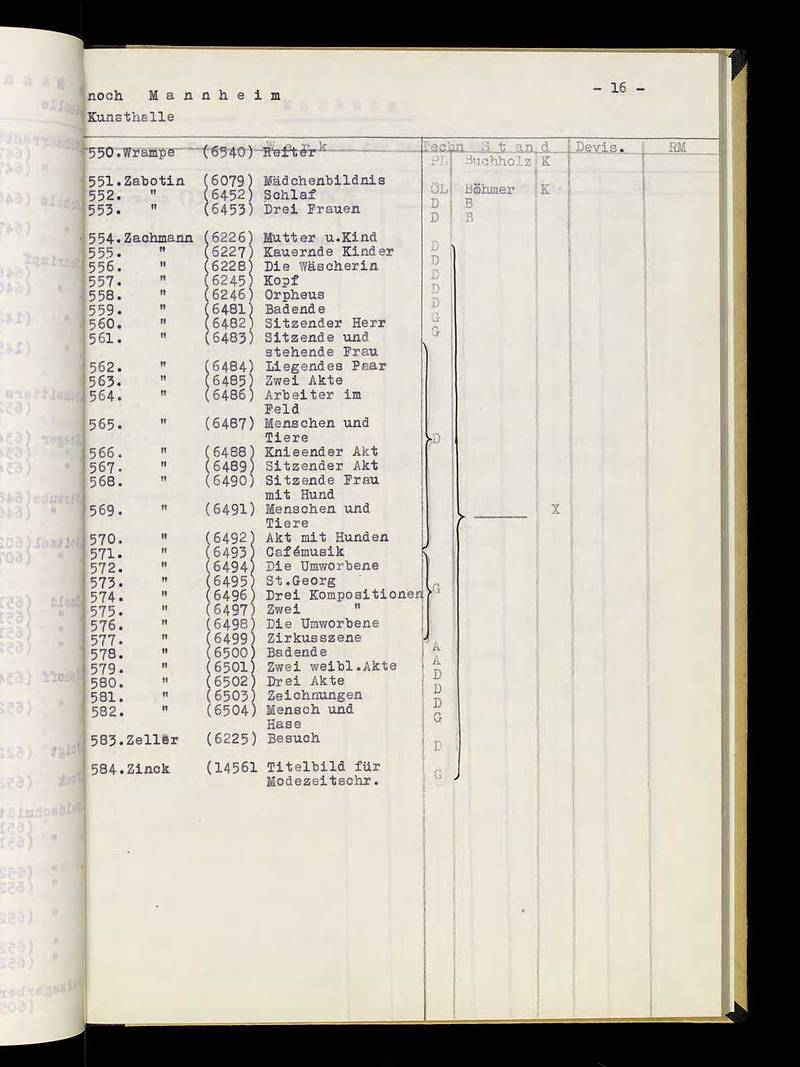 - 16 -
noch Mannheim
Kunsthalle
Werk Techn Stand Devis. RM
550.Wrampe (6540) Reiter PL Buchholz K
551.Zabotin (6079) Mädchenbildnis ÖL Böhmer K
552. " (6452) Schlaf D B
553. " (6453) Drei Frauen D B
554.Zachmann (6226) Mutter u.Kind D
555. " (6227) Kauernde Kinder D
556. " (6228) Die Wäscherin D
557. " (6245) Kopf D
558. " (6246) Orpheus D
559. " (6481) Badende G
560. " (6482) Sitzender Herr G
561. " (6483) Sitzende und
stehende Frau
562. " (6484) Liegendes Paar
563. " (6485) Zwei Akte
564. " (6486) Arbeiter im
Feld
565. " (6487) Menschen und
Tiere D
566. " (6488) Knieender Akt
567. " (6489) Sitzender Akt
568. " (6490) Sitzende Frau
mit Hund
569. " (6491) Menschen und X
Tiere
570. " (6492) Akt mit Hunden
571. " (6493) Cafémusik
572. " (6494) Die Umworbene
573. " (6495) St.Georg
574. " (6496) Drei Kompositionen G
575. " (6497) Zwei "
576. " (6498) Die Umworbene
577. " (6499) Zirkusszene
578. " (6500) Badende A
579. " (6501) Zwei weibl.Akte A
580. " (6502) Drei Akte D
581. " (6503) Zeichnungen D
582. " (6504) Mensch und D
Hase G
583.Zeller (6225) Besuch D
584.Zinck (14561 Titelbild für
Modezeitschr. G